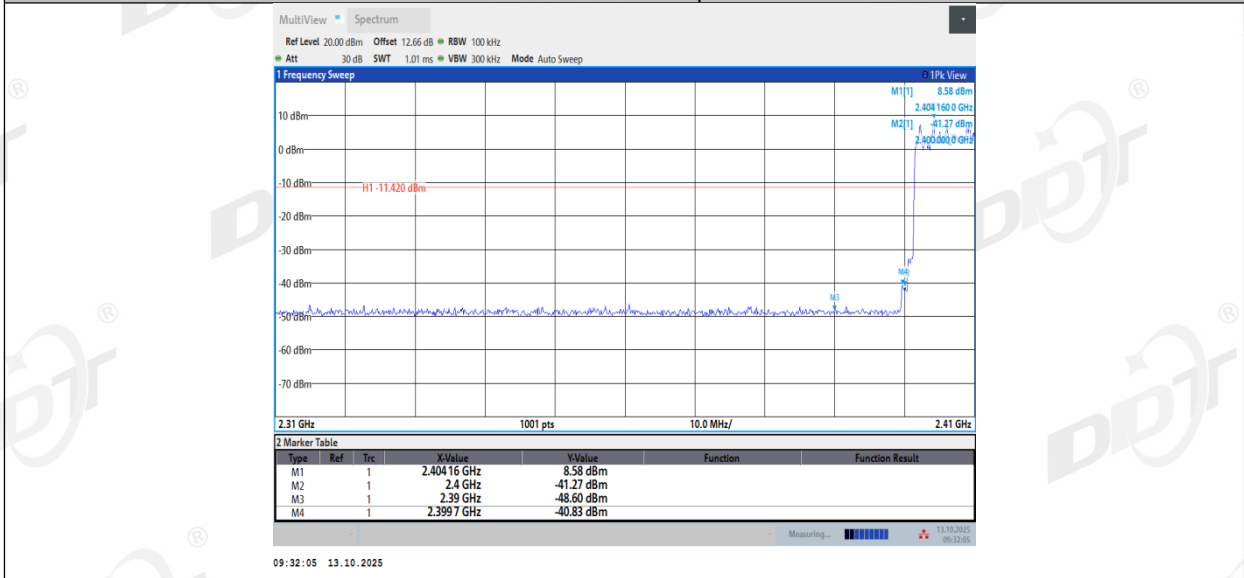 MultiView Spectrum
Ref Level 20.00 dBm Offset 12.66 dB RBW 100 kHz
Att 30 dB SWT 1.01 ms VBW 300 kHz Mode Auto Sweep
1 Frequency Sweep 1Pk View
M1[1] 8.58 dBm
2.404 160 0 GHz
10 dBm
M2[1] -41.27 dBm
2.400 000 0 GHz
0 dBm
-10 dBm
H1 -11.420 dBm
-20 dBm
-30 dBm
M4
-40 dBm
M3
-50 dBm
-60 dBm
-70 dBm
2.31 GHz 1001 pts 10.0 MHz/ 2.41 GHz
2 Marker Table
Type Ref Trc X-Value Y-Value Function Function Result
M1 1 2.404 16 GHz 8.58 dBm
M2 1 2.4 GHz -41.27 dBm
M3 1 2.39 GHz -48.60 dBm
M4 1 2.399 7 GHz -40.83 dBm
Measuring... 13.10.2025
09:32:05
09:32:05 13.10.2025
DDT
®